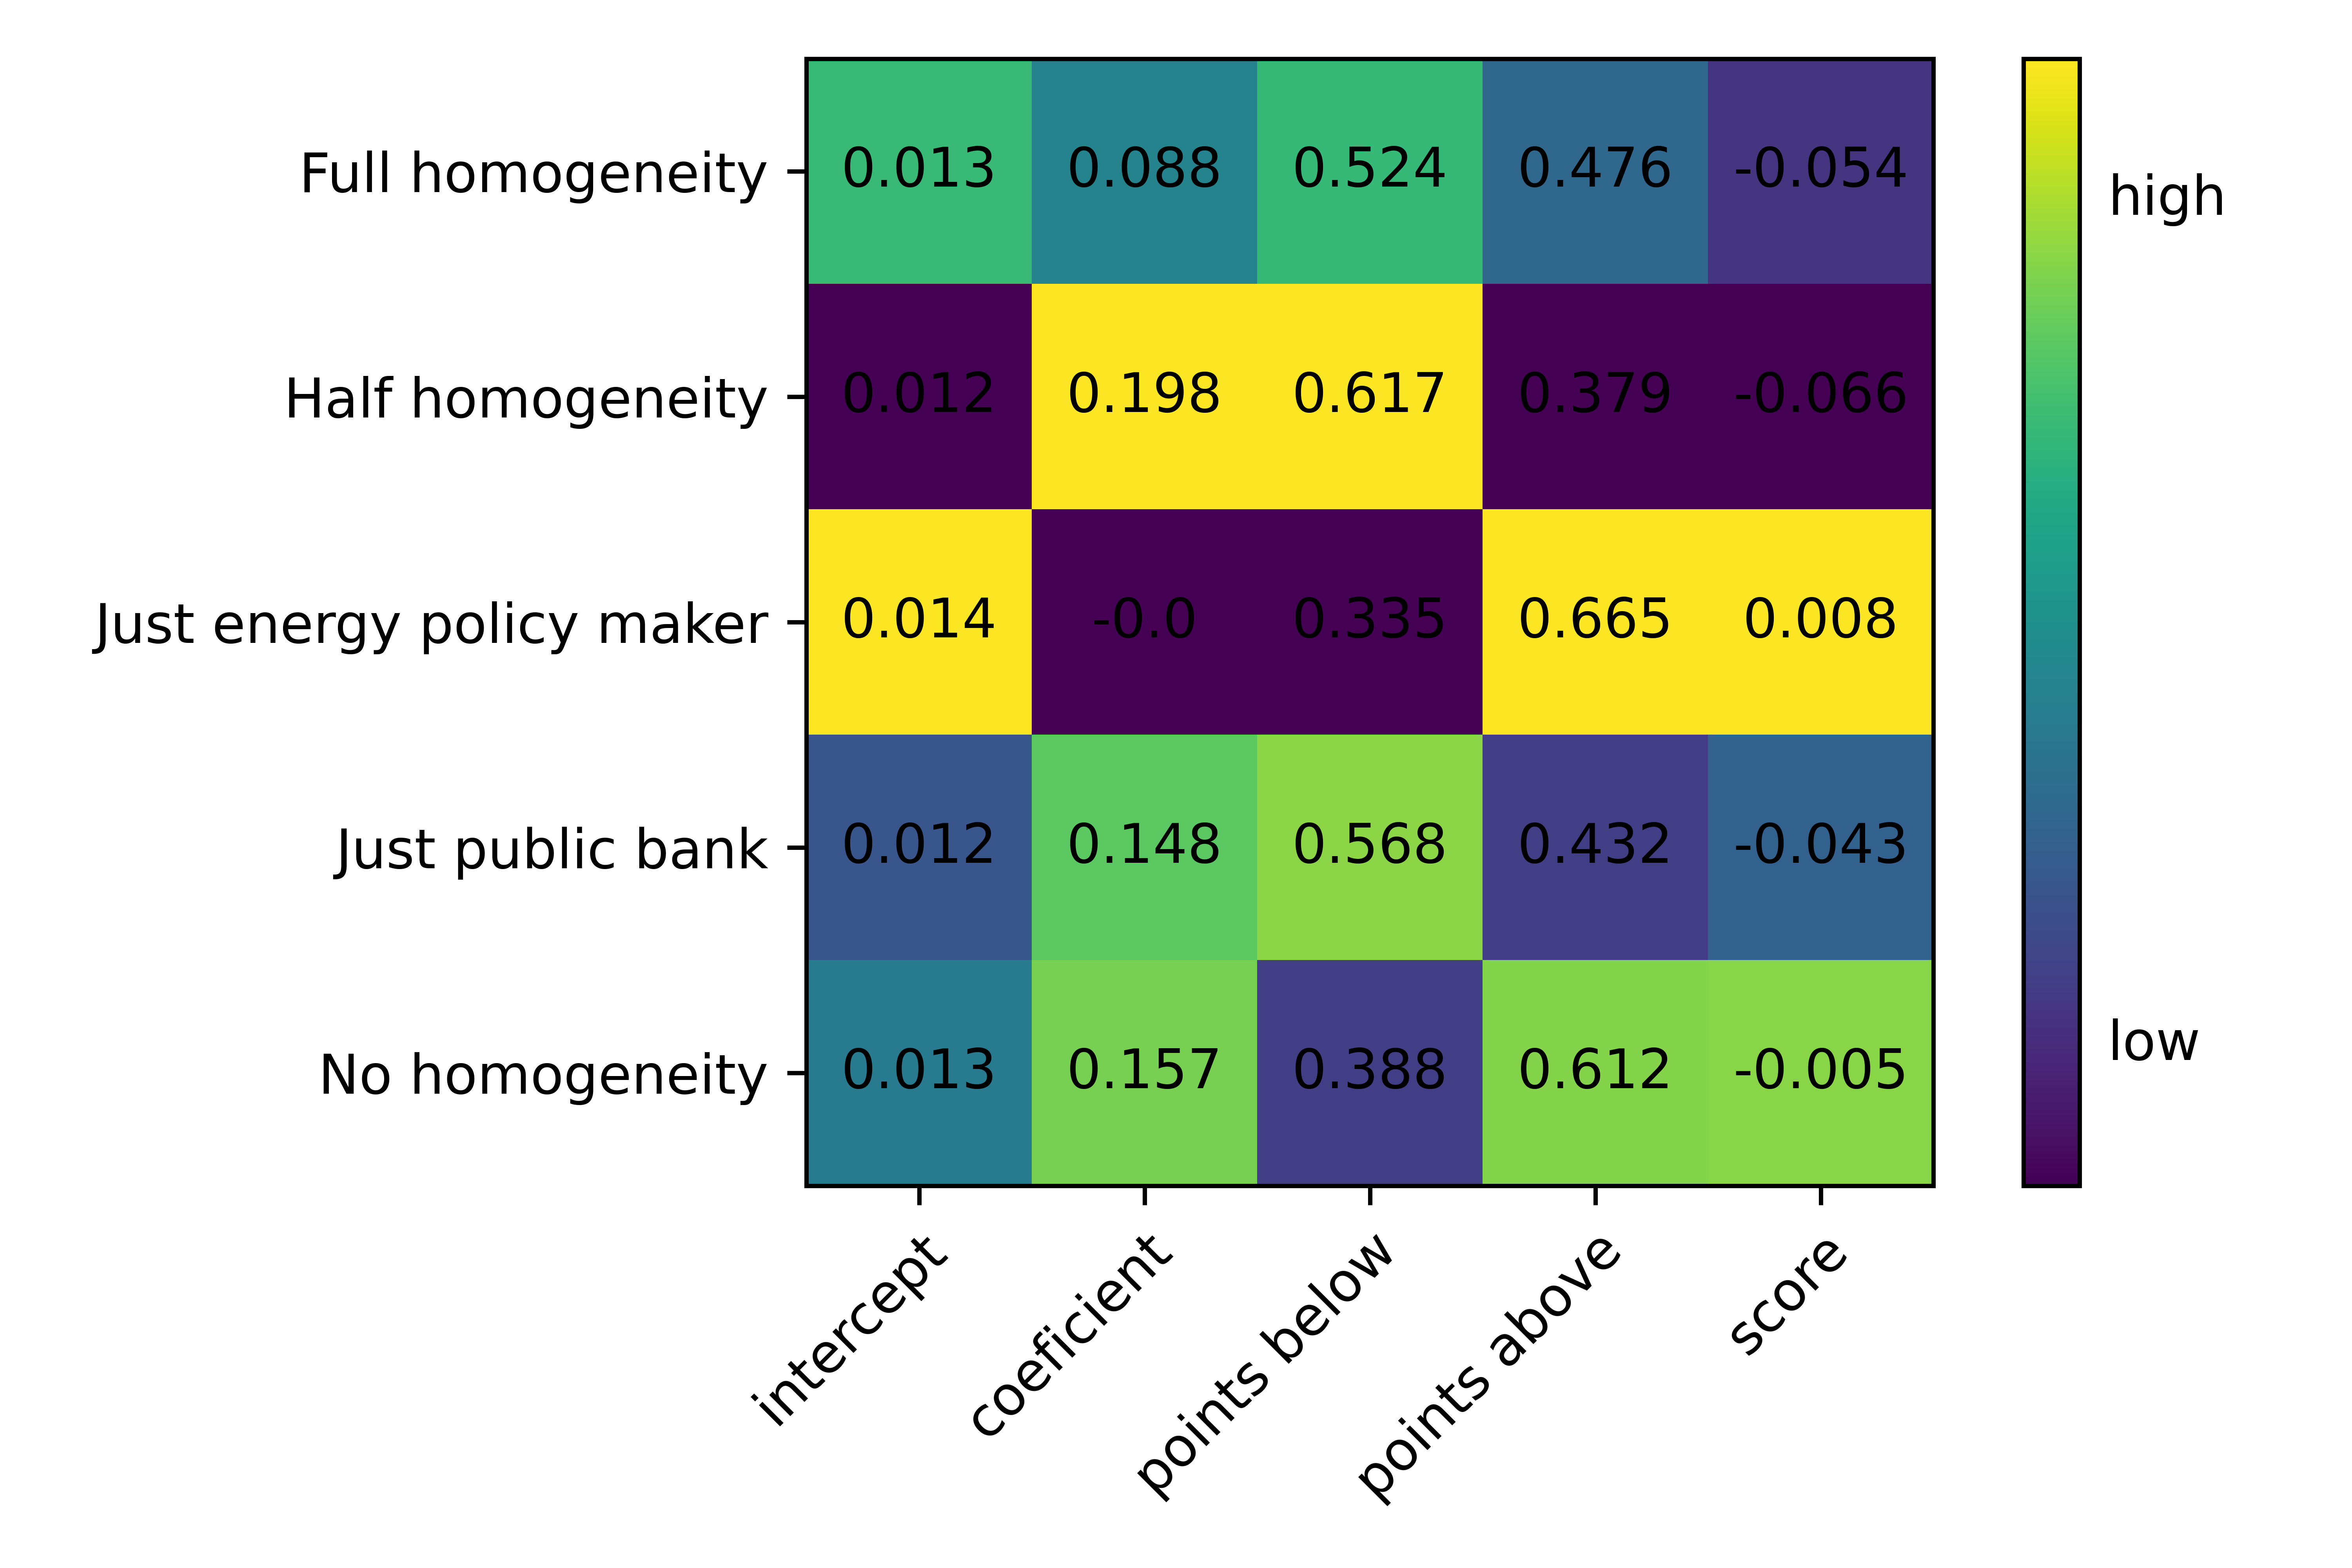 Full homogeneity 0.013 0.088 0.524 0.476 -0.054
high
Half homogeneity 0.012 0.198 0.617 0.379 -0.066
Just energy policy maker 0.014 -0.0 0.335 0.665 0.008
Just public bank 0.012 0.148 0.568 0.432 -0.043
No homogeneity 0.013 0.157 0.388 0.612 -0.005
low
intercept
coeficient
points below
points above
score